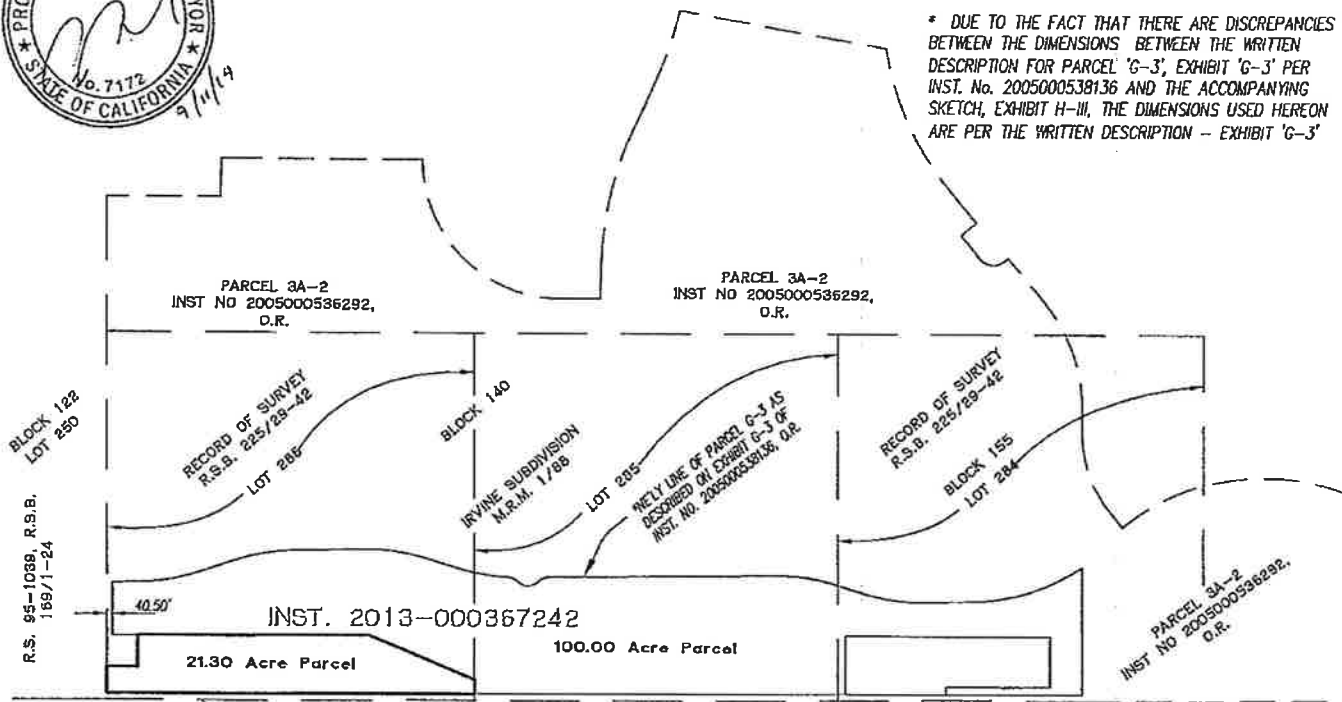 PRO
YOR
No. 7172
STATE OF CALIFORNIA
9/11/14
* DUE TO THE FACT THAT THERE ARE DISCREPANCIES
BETWEEN THE DIMENSIONS BETWEEN THE WRITTEN
DESCRIPTION FOR PARCEL 'G-3', EXHIBIT 'G-3' PER
INST. No. 2005000538136 AND THE ACCOMPANYING
SKETCH, EXHIBIT H-III, THE DIMENSIONS USED HEREON
ARE PER THE WRITTEN DESCRIPTION - EXHIBIT 'G-3'
PARCEL 3A-2
INST NO 2005000536292,
O.R.
PARCEL 3A-2
INST NO 2005000536292,
O.R.
BLOCK 122
LOT 250
RECORD OF SURVEY
R.S.B. 225/29-42
LOT 286
BLOCK 140
IRVINE SUBDIVISION
M.R.M. 1/88
LOT 285
*NE'LY LINE OF PARCEL G-3 AS
DESCRIBED ON EXHIBIT G-3 OF
INST. NO. 2005000538136, O.R.
RECORD OF SURVEY
R.S.B. 225/29-42
BLOCK 155
LOT 284
R.S. 95-1039, R.S.B.
169/1-24
40.50'
INST. 2013-000367242
21.30 Acre Parcel
100.00 Acre Parcel
PARCEL 3A-2
INST NO 2005000536292,
O.R.